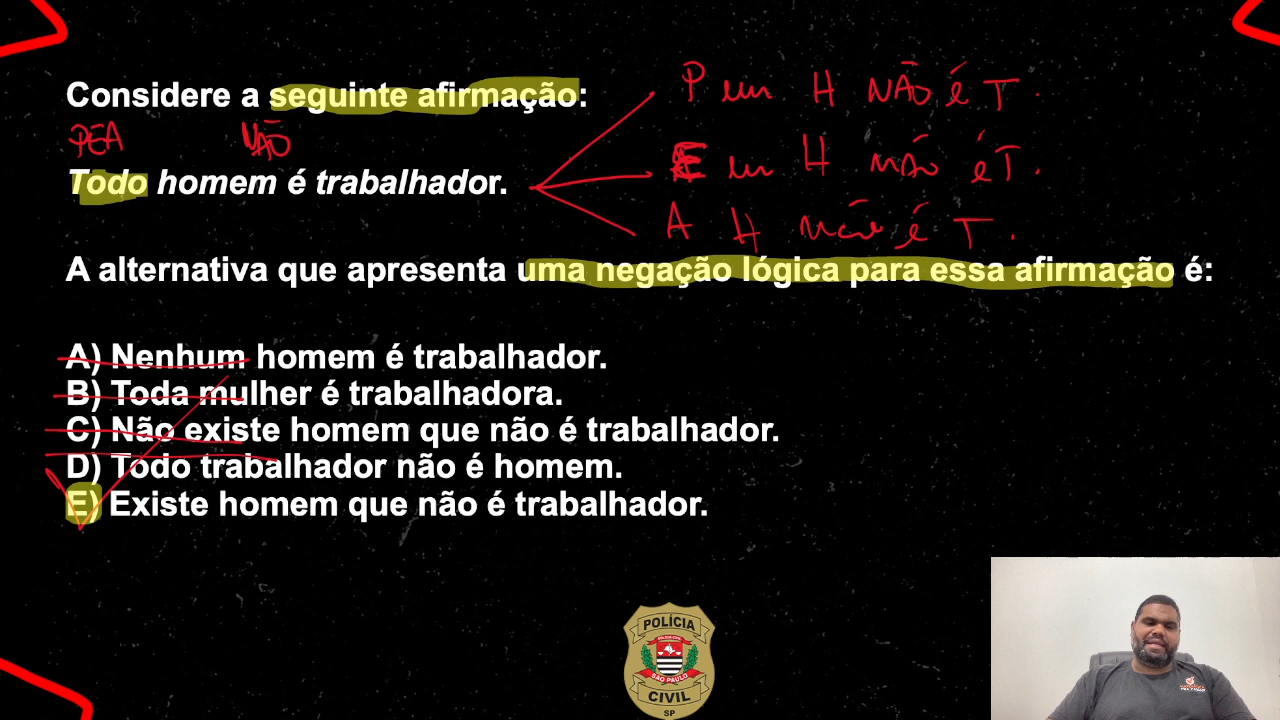 Considere a seguinte afirmação:
P um H NÃO é T.
PEA NÃO
E um H não é T.
Todo homem é trabalhador.
A H não é T.
A alternativa que apresenta uma negação lógica para essa afirmação é:
A) Nenhum homem é trabalhador.
B) Toda mulher é trabalhadora.
C) Não existe homem que não é trabalhador.
D) Todo trabalhador não é homem.
E) Existe homem que não é trabalhador.
POLÍCIA
SÃO PAULO
CIVIL
SP